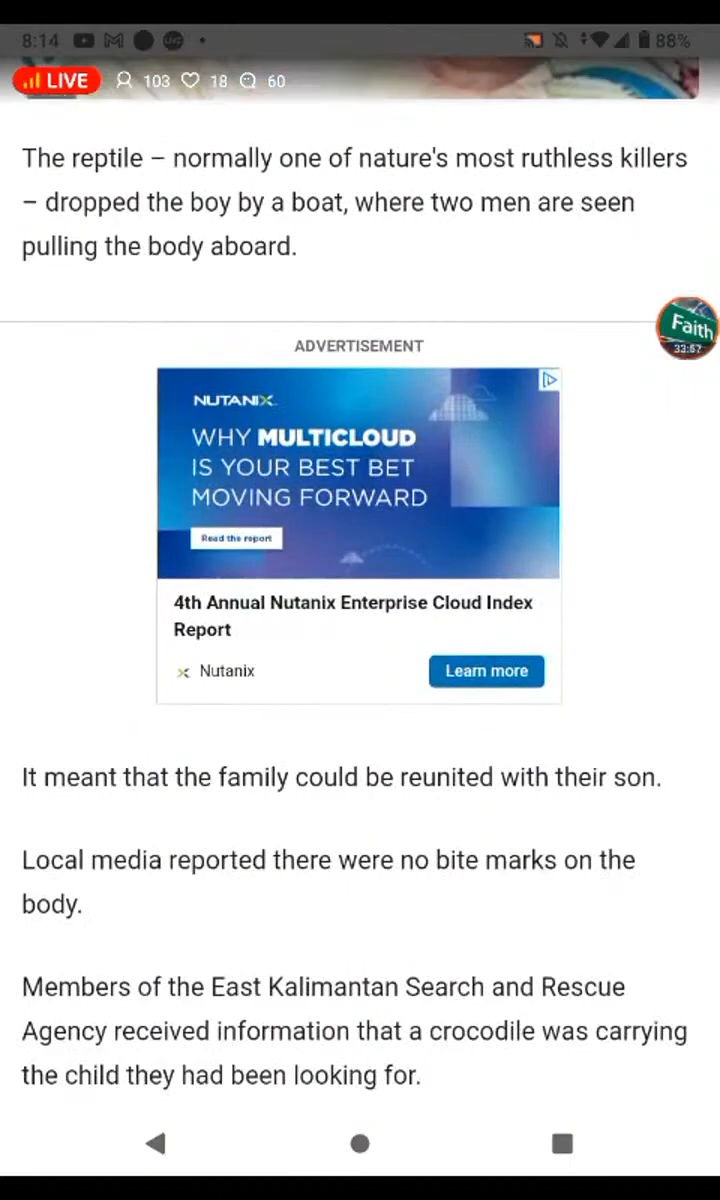 8:14
88%
LIVE 103 18 60
The reptile – normally one of nature's most ruthless killers
– dropped the boy by a boat, where two men are seen
pulling the body aboard.
Faith
33:57
ADVERTISEMENT
NUTANIX
WHY MULTICLOUD
IS YOUR BEST BET
MOVING FORWARD
Read the report
4th Annual Nutanix Enterprise Cloud Index
Report
Nutanix
Learn more
It meant that the family could be reunited with their son.
Local media reported there were no bite marks on the
body.
Members of the East Kalimantan Search and Rescue
Agency received information that a crocodile was carrying
the child they had been looking for.